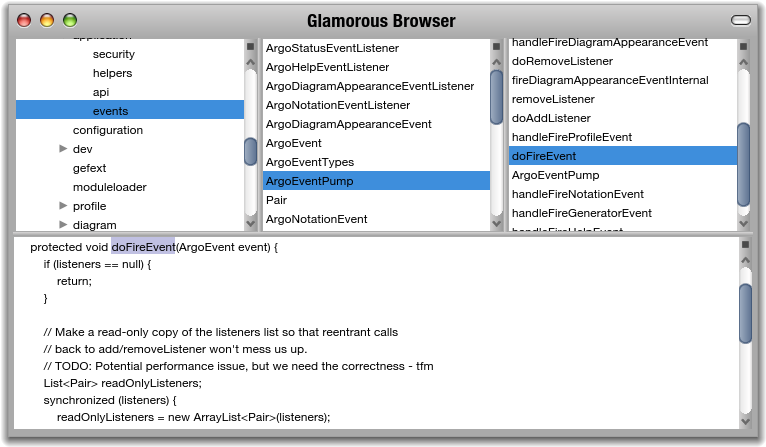 Glamorous Browser
application
security
helpers
api
events
configuration
dev
gefext
moduleloader
profile
diagram
ArgoStatusEventListener
ArgoHelpEventListener
ArgoDiagramAppearanceEventListener
ArgoNotationEventListener
ArgoDiagramAppearanceEvent
ArgoEvent
ArgoEventTypes
ArgoEventPump
Pair
ArgoNotationEvent
handleFireDiagramAppearanceEvent
doRemoveListener
fireDiagramAppearanceEventInternal
removeListener
doAddListener
handleFireProfileEvent
doFireEvent
ArgoEventPump
handleFireNotationEvent
handleFireGeneratorEvent
handleFireHelpEvent
protected void doFireEvent(ArgoEvent event) {
if (listeners == null) {
return;
}
// Make a read-only copy of the listeners list so that reentrant calls
// back to add/removeListener won't mess us up.
// TODO: Potential performance issue, but we need the correctness - tfm
List<Pair> readOnlyListeners;
synchronized (listeners) {
readOnlyListeners = new ArrayList<Pair>(listeners);